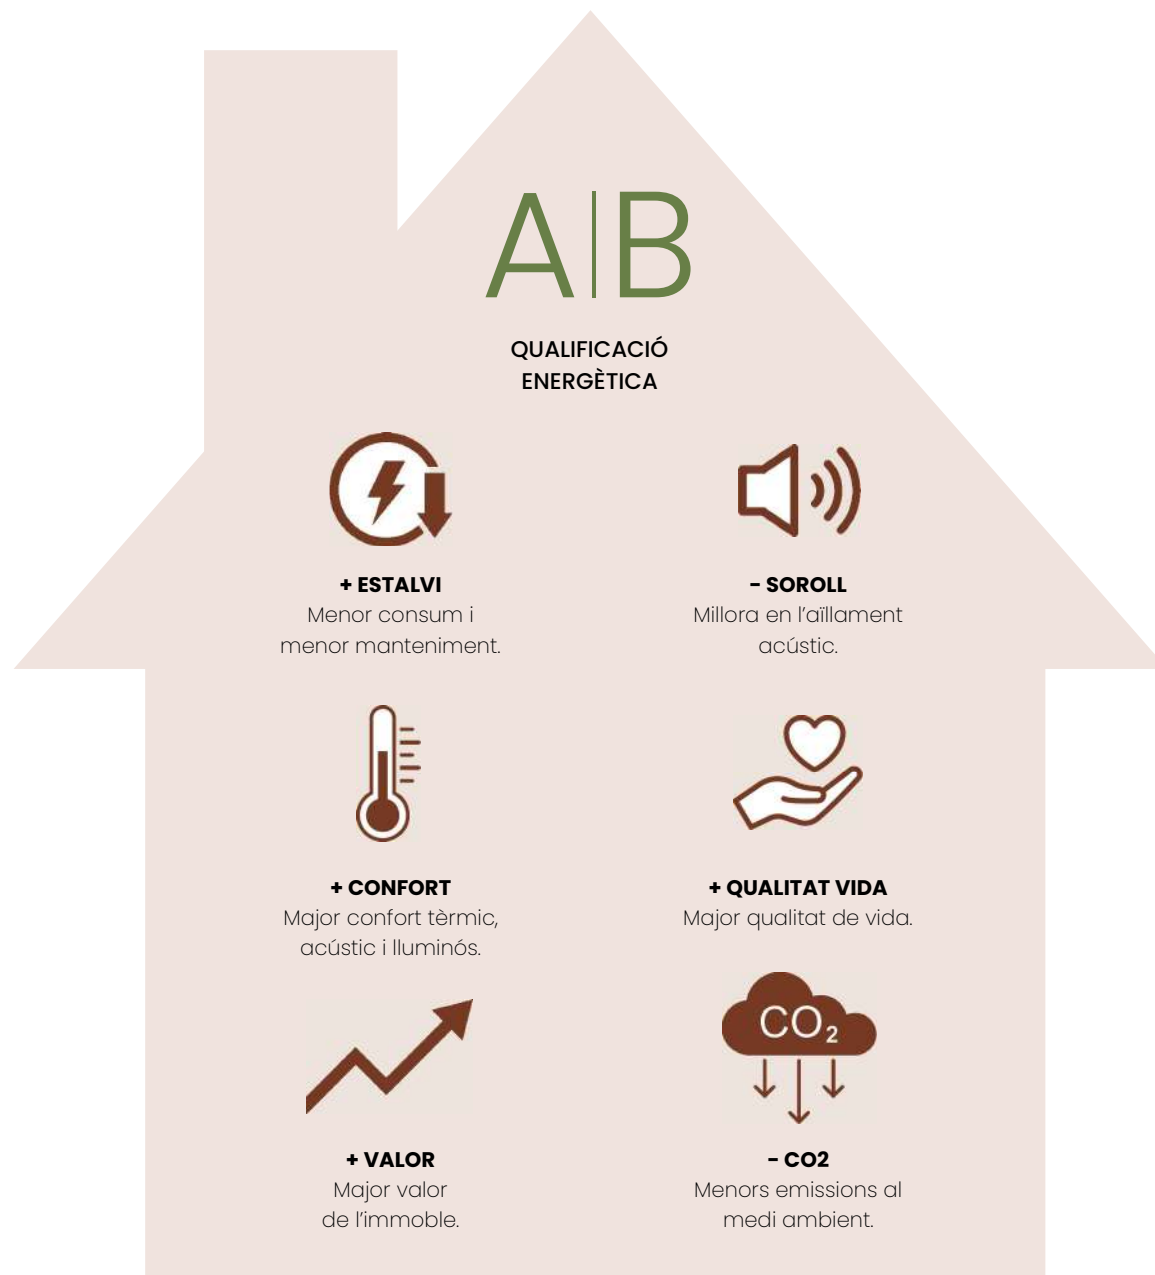 A|B
QUALIFICACIÓ
ENERGÈTICA
+ ESTALVI
Menor consum i
menor manteniment.
- SOROLL
Millora en l'aïllament
acústic.
+ CONFORT
Major confort tèrmic,
acústic i lluminós.
+ QUALITAT VIDA
Major qualitat de vida.
+ VALOR
Major valor
de l'immoble.
CO₂
- CO2
Menors emissions al
medi ambient.